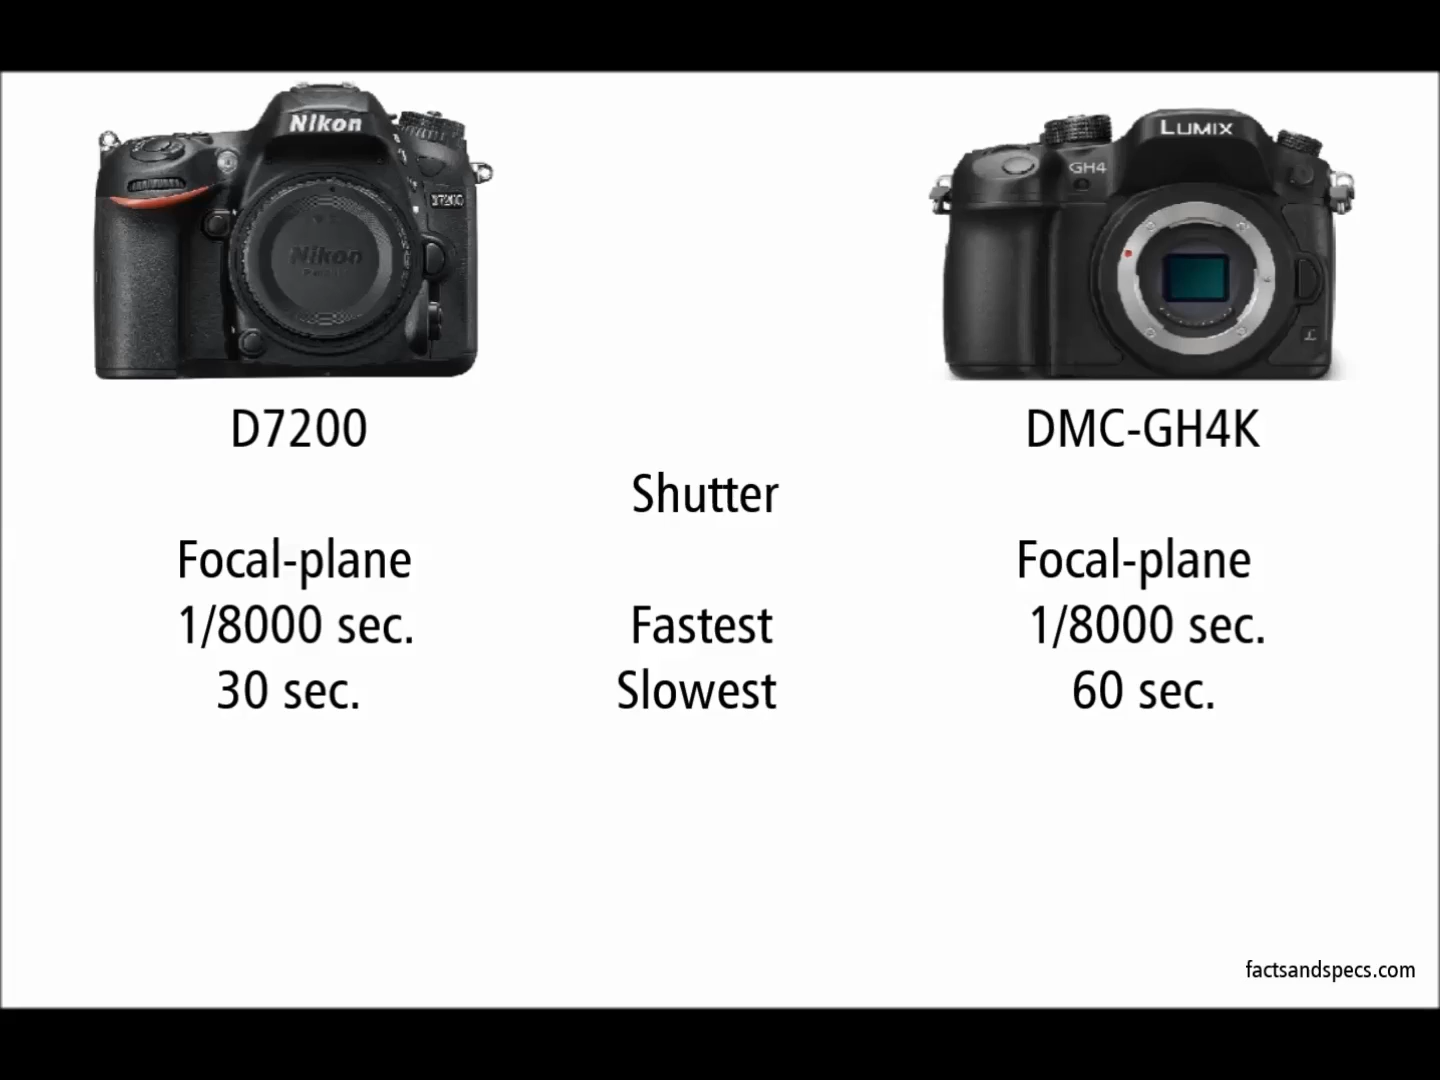 Nikon
D7200
Nikon
LUMIX
GH4
L
D7200
DMC-GH4K
Shutter
Focal-plane
Focal-plane
1/8000 sec.
Fastest
1/8000 sec.
30 sec.
Slowest
60 sec.
factsandspecs.com